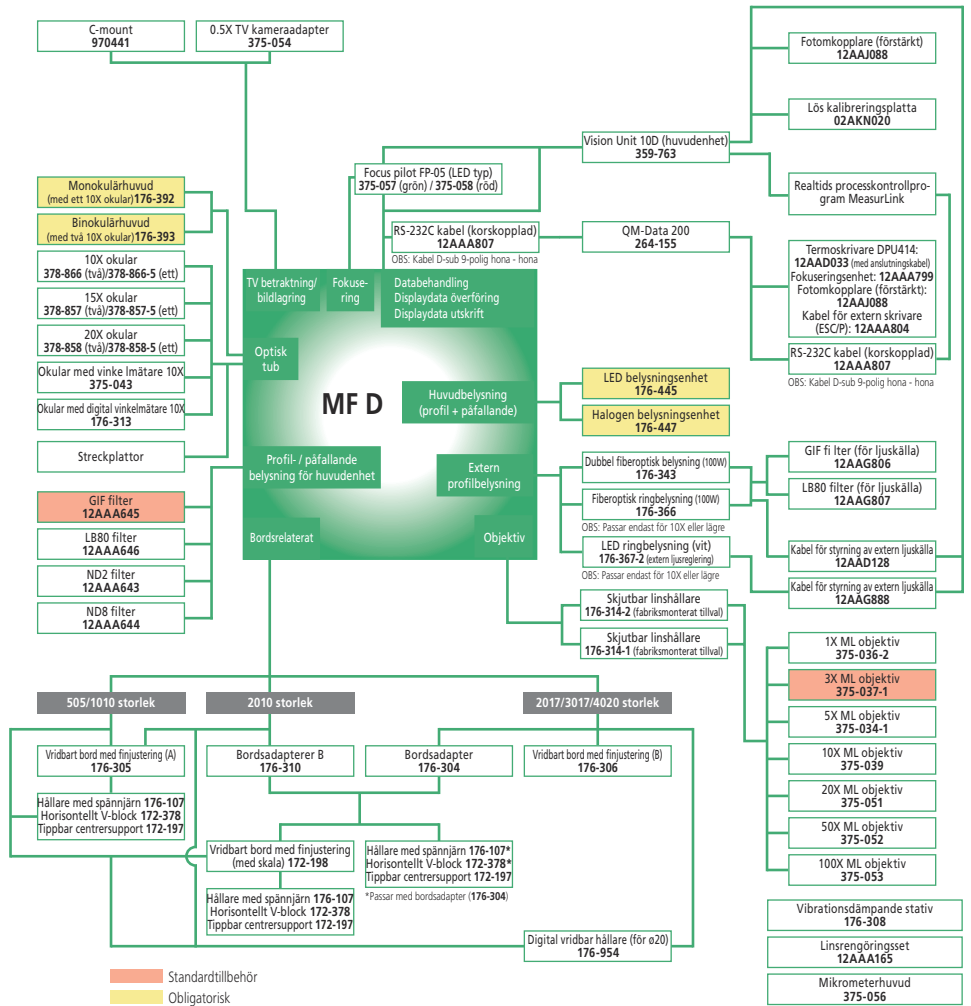 C-mount
970441
0.5X TV kameraadapter
375-054
Monokulärhuvud
(med ett 10X okular)176-392
Binokulärhuvud
(med två 10X okular)176-393
10X okular
378-866 (två)/378-866-5 (ett)
15X okular
378-857 (två)/378-857-5 (ett)
20X okular
378-858 (två)/378-858-5 (ett)
Okular med vinke lmätare 10X
375-043
Okular med digital vinkelmätare 10X
176-313
Streckplattor
GIF filter
12AAA645
LB80 filter
12AAA646
ND2 filter
12AAA643
ND8 filter
12AAA644
Focus pilot FP-05 (LED typ)
375-057 (grön) / 375-058 (röd)
RS-232C kabel (korskopplad)
12AAA807
OBS: Kabel D-sub 9-polig hona - hona
TV betraktning/
bildlagring
Fokuse-
ring
Databehandling
Displaydata överföring
Displaydata utskrift
Optisk
tub
MF D
Huvudbelysning
(profil + påfallande)
Profil- / påfallande
belysning för huvudenhet
Extern
profilbelysning
Bordsrelaterat
Objektiv
Vision Unit 10D (huvudenhet)
359-763
QM-Data 200
264-155
Fotomkopplare (förstärkt)
12AAJ088
Lös kalibreringsplatta
02AKN020
Realtids processkontrollpro-
gram MeasurLink
Termoskrivare DPU414:
12AAD033 (med anslutningkabel)
Fokuseringsenhet: 12AAA799
Fotomkopplare (förstärkt):
12AAJ088
Kabel för extern skrivare
(ESC/P): 12AAA804
RS-232C kabel (korskopplad)
12AAA807
OBS: Kabel D-sub 9-polig hona - hona
LED belysningsenhet
176-445
Halogen belysningsenhet
176-447
Dubbel fiberoptisk belysning (100W)
176-343
Fiberoptisk ringbelysning (100W)
176-366
OBS: Passar endast för 10X eller lägre
LED ringbelysning (vit)
176-367-2 (extern ljusreglering)
OBS: Passar endast för 10X eller lägre
GIF fi lter (för ljuskälla)
12AAG806
LB80 filter (för ljuskälla)
12AAG807
Kabel för styrning av extern ljuskälla
12AAD128
Kabel för styrning av extern ljuskälla
12AAG888
Skjutbar linshållare
176-314-2 (fabriksmonterat tillval)
Skjutbar linshållare
176-314-1 (fabriksmonterat tillval)
1X ML objektiv
375-036-2
3X ML objektiv
375-037-1
5X ML objektiv
375-034-1
10X ML objektiv
375-039
20X ML objektiv
375-051
50X ML objektiv
375-052
100X ML objektiv
375-053
Vibrationsdämpande stativ
176-308
Linsrengöringsset
12AAA165
Mikrometerhuvud
375-056
505/1010 storlek
2010 storlek
2017/3017/4020 storlek
Vridbart bord med finjustering (A)
176-305
Bordsadapterer B
176-310
Bordsadapter
176-304
Vridbart bord med finjustering (B)
176-306
Hållare med spännjärn 176-107
Horisontellt V-block 172-378
Tippbar centrersupport 172-197
Vridbart bord med finjustering
(med skala) 172-198
Hållare med spännjärn 176-107*
Horisontellt V-block 172-378*
Tippbar centrersupport 172-197
*Passar med bordsadapter (176-304)
Hållare med spännjärn 176-107
Horisontellt V-block 172-378
Tippbar centrersupport 172-197
Digital vridbar hållare (för ø20)
176-954
Standardtillbehör
Obligatorisk